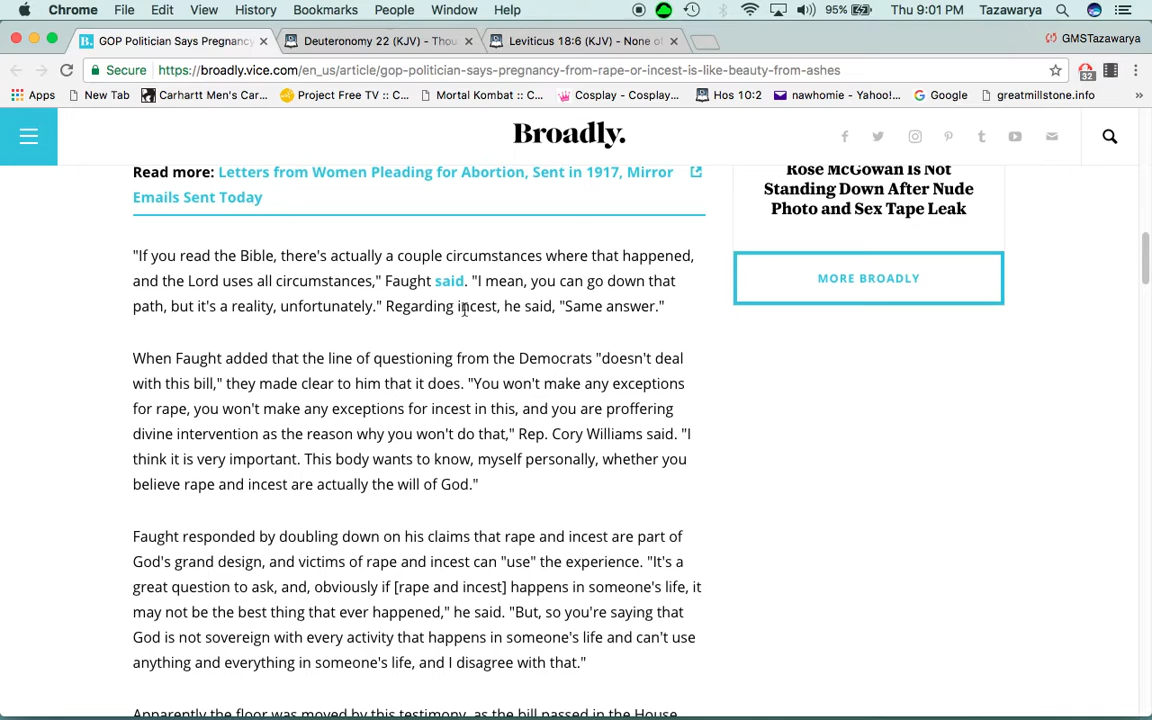 Chrome File Edit View History Bookmarks People Window Help 95% Thu 9:01 PM Tazawarya
GOP Politician Says Pregnancy Deuteronomy 22 (KJV) - Thou Leviticus 18:6 (KJV) - None of GMSTazawarya
Secure https://broadly.vice.com/en_us/article/gop-politician-says-pregnancy-from-rape-or-incest-is-like-beauty-from-ashes 32
Apps New Tab Carhartt Men's Car... Project Free TV :: C... Mortal Kombat :: C... Cosplay - Cosplay... Hos 10:2 nawhomie - Yahoo!... Google greatmillstone.info »
Broadly.
Read more: Letters from Women Pleading for Abortion, Sent in 1917, Mirror
Emails Sent Today
"If you read the Bible, there's actually a couple circumstances where that happened,
and the Lord uses all circumstances," Faught said. "I mean, you can go down that
path, but it's a reality, unfortunately." Regarding incest, he said, "Same answer."
When Faught added that the line of questioning from the Democrats "doesn't deal
with this bill," they made clear to him that it does. "You won't make any exceptions
for rape, you won't make any exceptions for incest in this, and you are proffering
divine intervention as the reason why you won't do that," Rep. Cory Williams said. "I
think it is very important. This body wants to know, myself personally, whether you
believe rape and incest are actually the will of God."
Faught responded by doubling down on his claims that rape and incest are part of
God's grand design, and victims of rape and incest can "use" the experience. "It's a
great question to ask, and, obviously if [rape and incest] happens in someone's life, it
may not be the best thing that ever happened," he said. "But, so you're saying that
God is not sovereign with every activity that happens in someone's life and can't use
anything and everything in someone's life, and I disagree with that."
Apparently the floor was moved by this testimony, as the bill passed in the House
Rose McGowan Is Not
Standing Down After Nude
Photo and Sex Tape Leak
MORE BROADLY